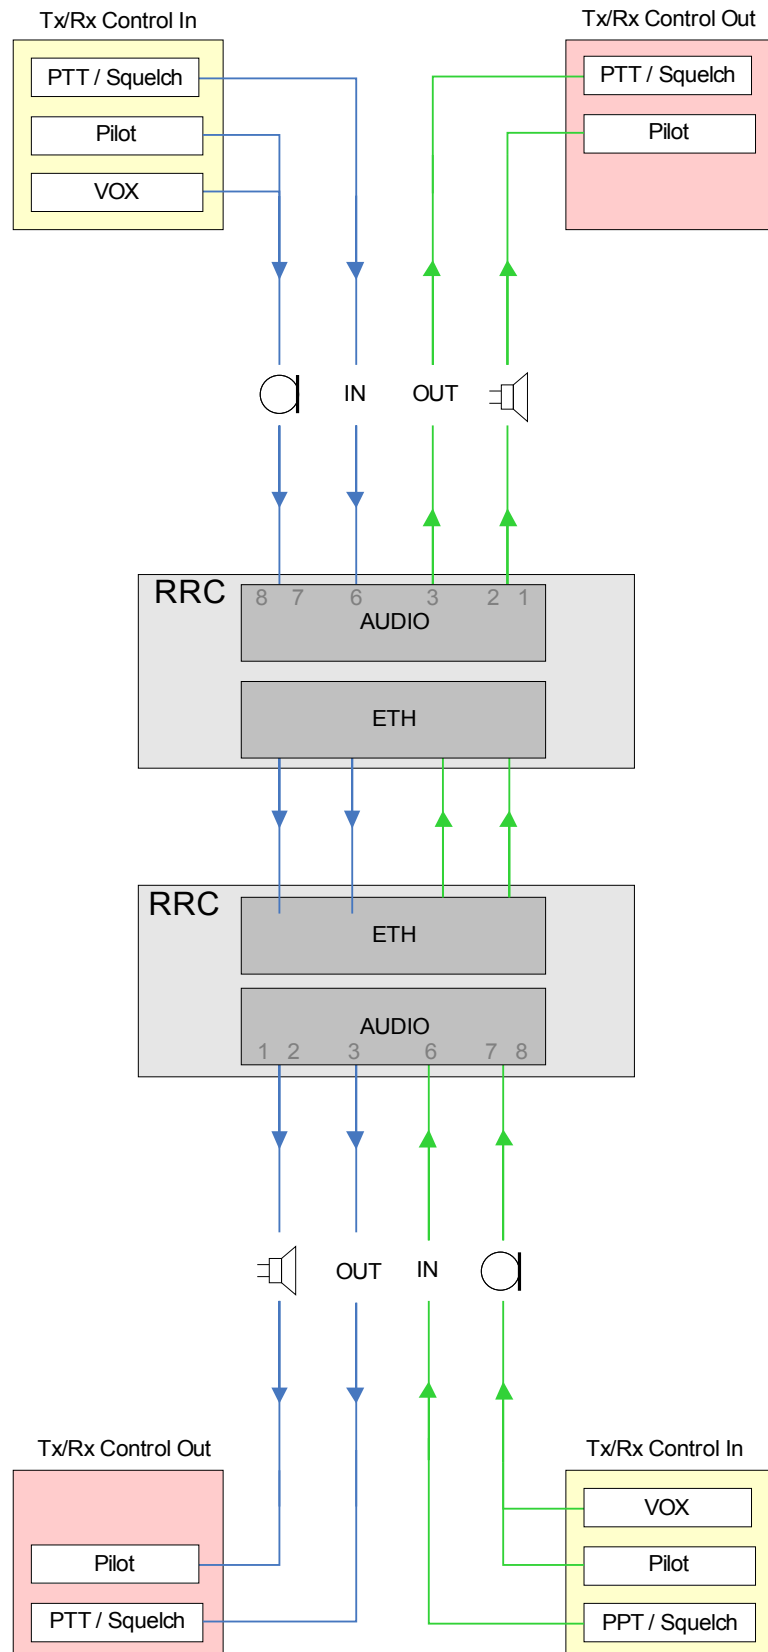 Tx/Rx Control In
Tx/Rx Control Out
PTT / Squelch
PTT / Squelch
Pilot
Pilot
VOX
IN
OUT
RRC
8 7 6 3 2 1
AUDIO
ETH
RRC
ETH
AUDIO
1 2 3 6 7 8
OUT
IN
Tx/Rx Control Out
Tx/Rx Control In
VOX
Pilot
Pilot
PTT / Squelch
PPT / Squelch